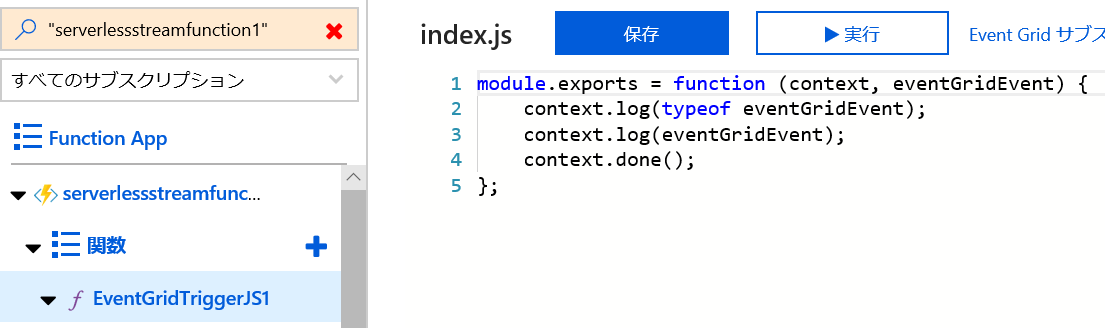 "serverlessstreamfunction1"
すべてのサブスクリプション
Function App
serverlessstreamfunc...
関数
EventGridTriggerJS1
index.js
保存
実行
Event Grid サブス
1 module.exports = function (context, eventGridEvent) {
2 context.log(typeof eventGridEvent);
3 context.log(eventGridEvent);
4 context.done();
5 };